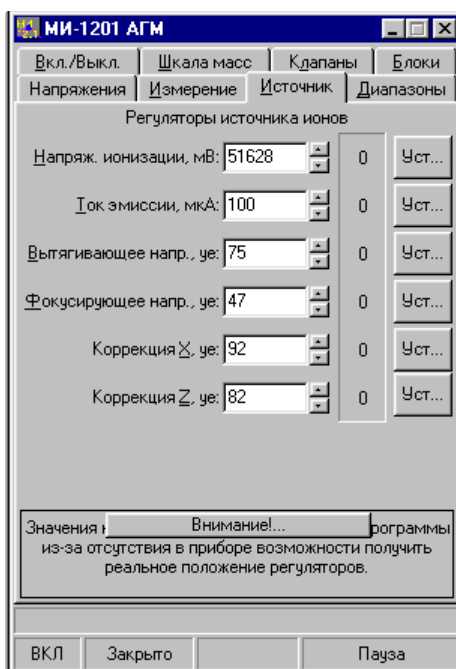 МИ-1201 АГМ
Вкл./Выкл. Шкала масс Клапаны Блоки
Напряжения Измерение Источник Диапазоны
Регуляторы источника ионов
Напряж. ионизации, мВ: 51628 0 Уст...
Ток эмиссии, мкА: 100 0 Уст...
Вытягивающее напр., уе: 75 0 Уст...
Фокусирующее напр., уе: 47 0 Уст...
Коррекция X, уе: 92 0 Уст...
Коррекция Z, уе: 82 0 Уст...
Значения Внимание!...
из-за отсутствия в приборе возможности получить
реальное положение регуляторов.
ВКЛ Закрыто Пауза